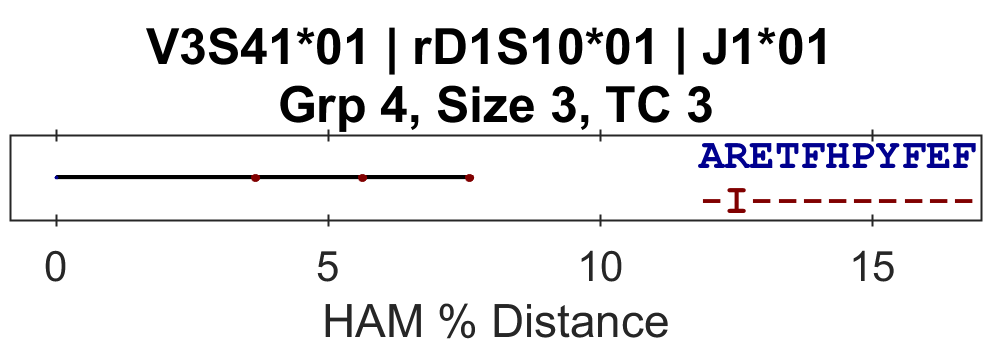 V3S41*01 | rD1S10*01 | J1*01
Grp 4, Size 3, TC 3
ARETFHPYFEF
-I---------
0 5 10 15
HAM % Distance